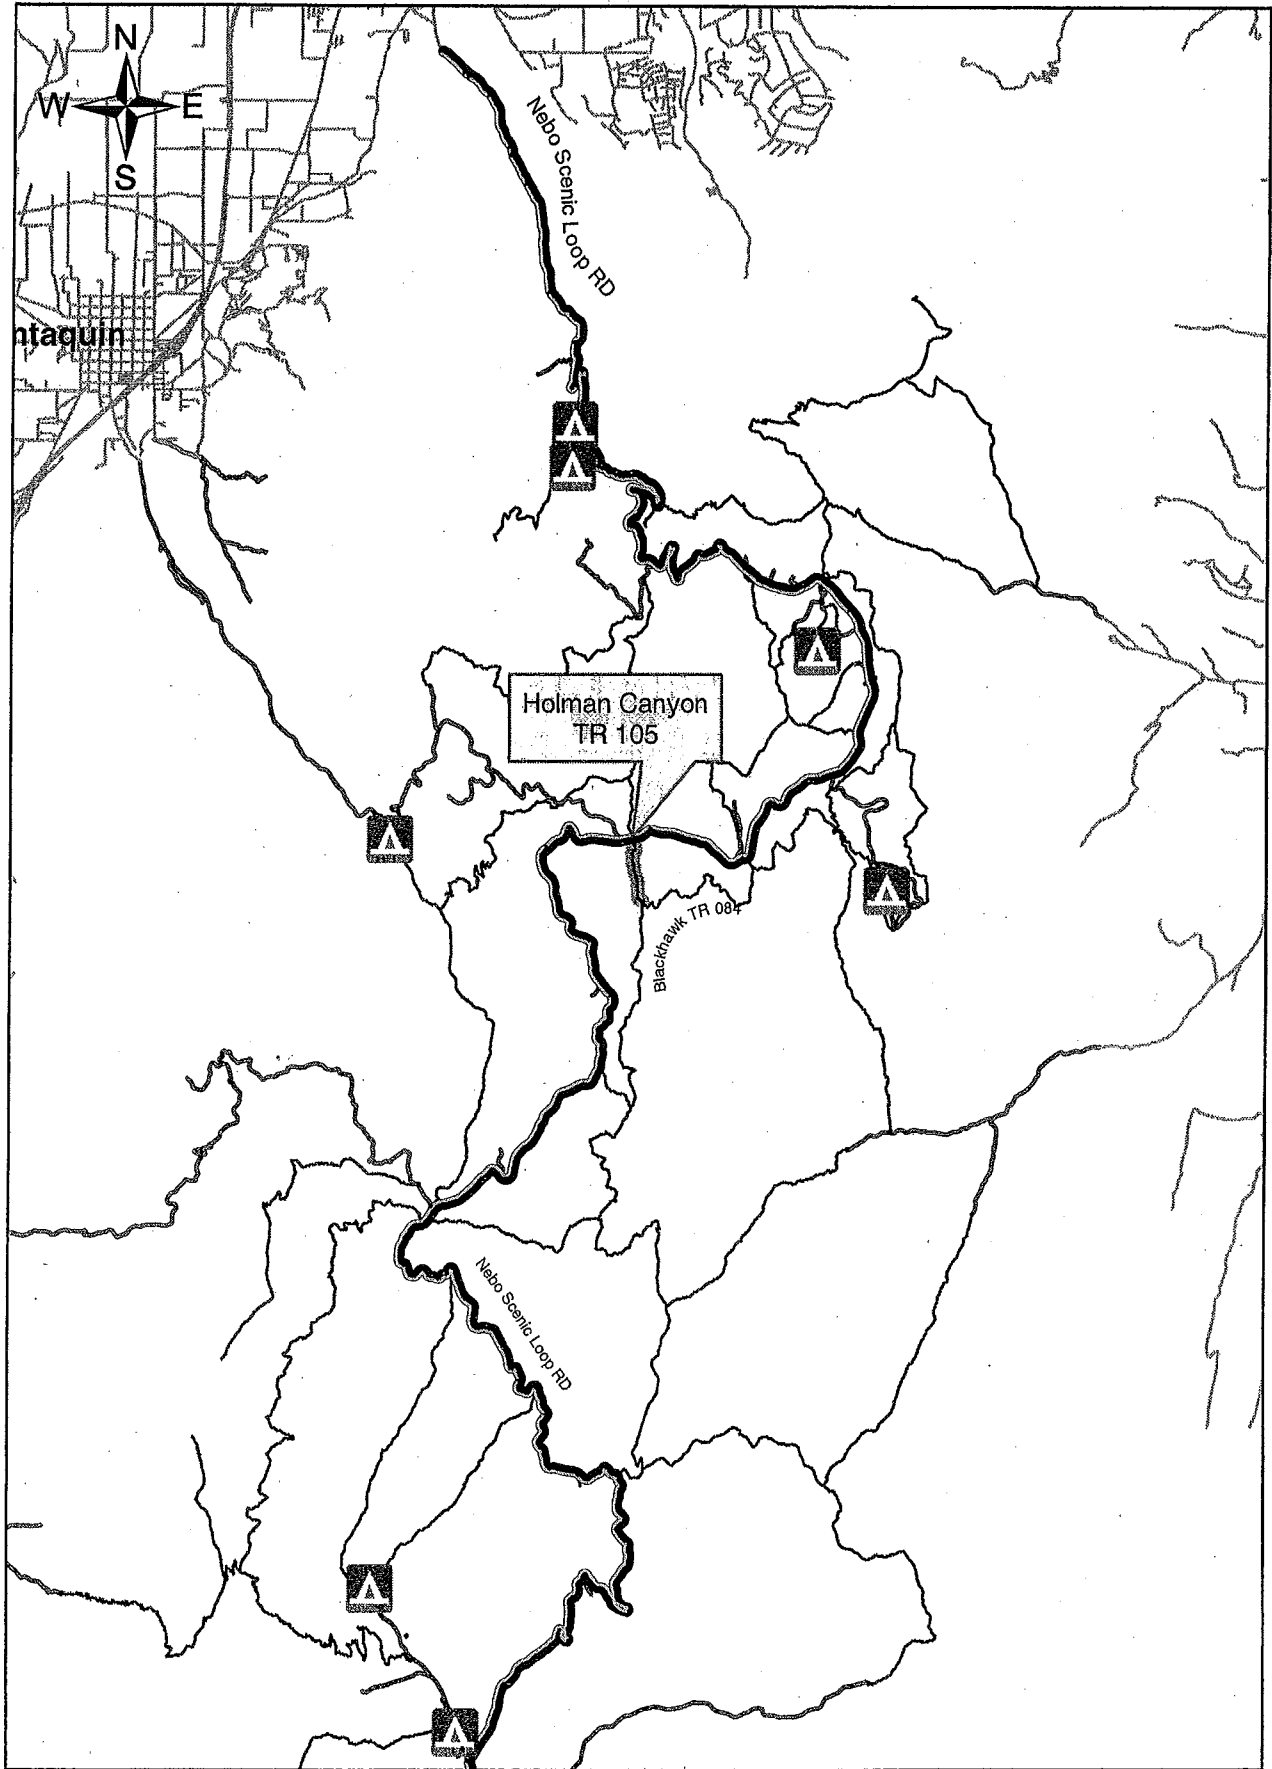 N
W E
S
Nebo Scenic Loop RD
ntaquin
Holman Canyon
TR 105
Blackhawk TR 084
Nebo Scenic Loop RD